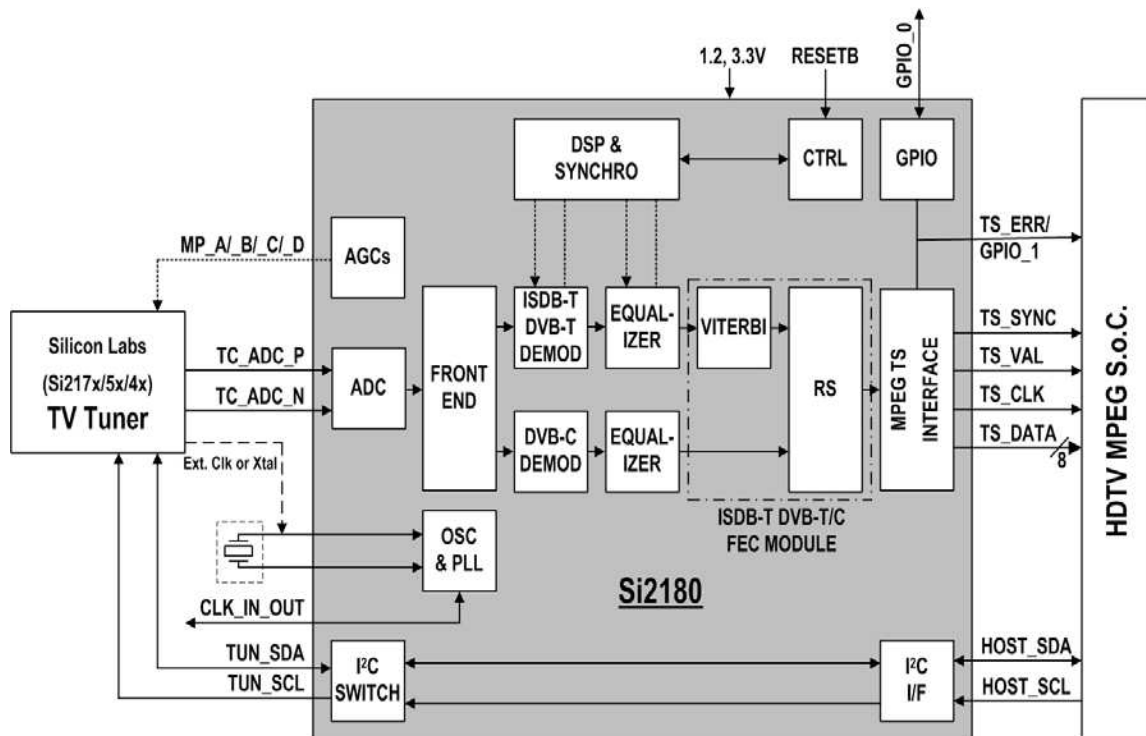 1.2, 3.3V
RESETB
GPIO_0
DSP &
SYNCHRO
CTRL
GPIO
MP_A/_B/_C/_D
AGCs
TS_ERR/
GPIO_1
Silicon Labs
(Si217x/5x/4x)
TV Tuner
TC_ADC_P
TC_ADC_N
ADC
FRONT
END
ISDB-T
DVB-T
DEMOD
EQUAL-
IZER
VITERBI
RS
MPEG TS
INTERFACE
TS_SYNC
TS_VAL
TS_CLK
TS_DATA
8
HDTV MPEG S.o.C.
DVB-C
DEMOD
EQUAL-
IZER
Ext. Clk or Xtal
OSC
& PLL
ISDB-T DVB-T/C
FEC MODULE
Si2180
CLK_IN_OUT
TUN_SDA
TUN_SCL
I²C
SWITCH
I²C
I/F
HOST_SDA
HOST_SCL